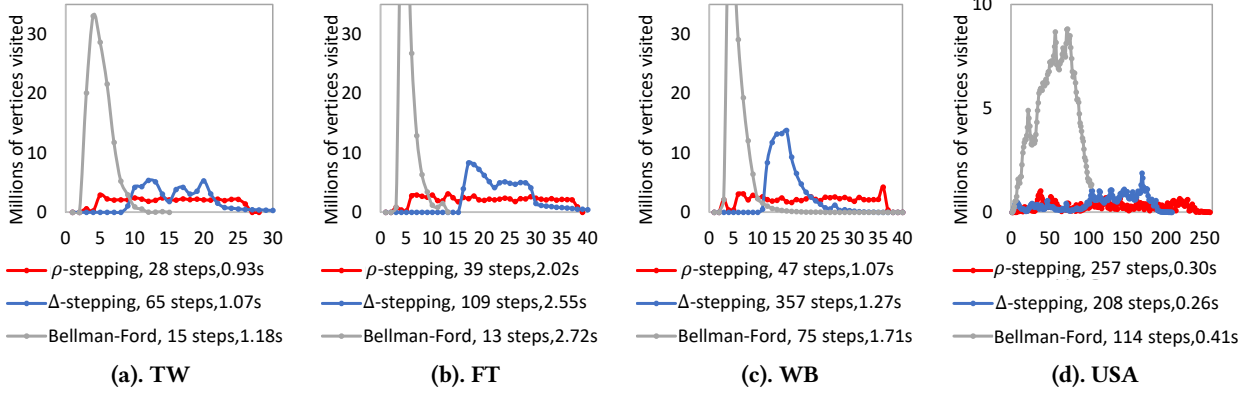 Millions of vertices visited
30
20
10
0
0 5 10 15 20 25 30
ρ-stepping, 28 steps,0.93s
Δ-stepping, 65 steps,1.07s
Bellman-Ford, 15 steps,1.18s
(a). TW
Millions of vertices visited
30
20
10
0
0 5 10 15 20 25 30 35 40
ρ-stepping, 39 steps,2.02s
Δ-stepping, 109 steps,2.55s
Bellman-Ford, 13 steps,2.72s
(b). FT
Millions of vertices visited
30
20
10
0
0 5 10 15 20 25 30 35 40
ρ-stepping, 47 steps,1.07s
Δ-stepping, 357 steps,1.27s
Bellman-Ford, 75 steps,1.71s
(c). WB
Millions of vertices visited
10
5
0
0 50 100 150 200 250
ρ-stepping, 257 steps,0.30s
Δ-stepping, 208 steps,0.26s
Bellman-Ford, 114 steps,0.41s
(d). USA